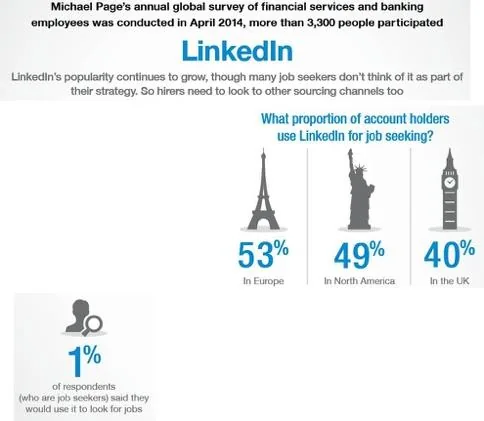 Michael Page's annual global survey of financial services and banking
employees was conducted in April 2014, more than 3,300 people participated
LinkedIn
LinkedIn's popularity continues to grow, though many job seekers don't think of it as part of
their strategy. So hirers need to look to other sourcing channels too
What proportion of account holders
use LinkedIn for job seeking?
53% 49% 40%
In Europe In North America In the UK
1%
of respondents
(who are job seekers) said they
would use it to look for jobs